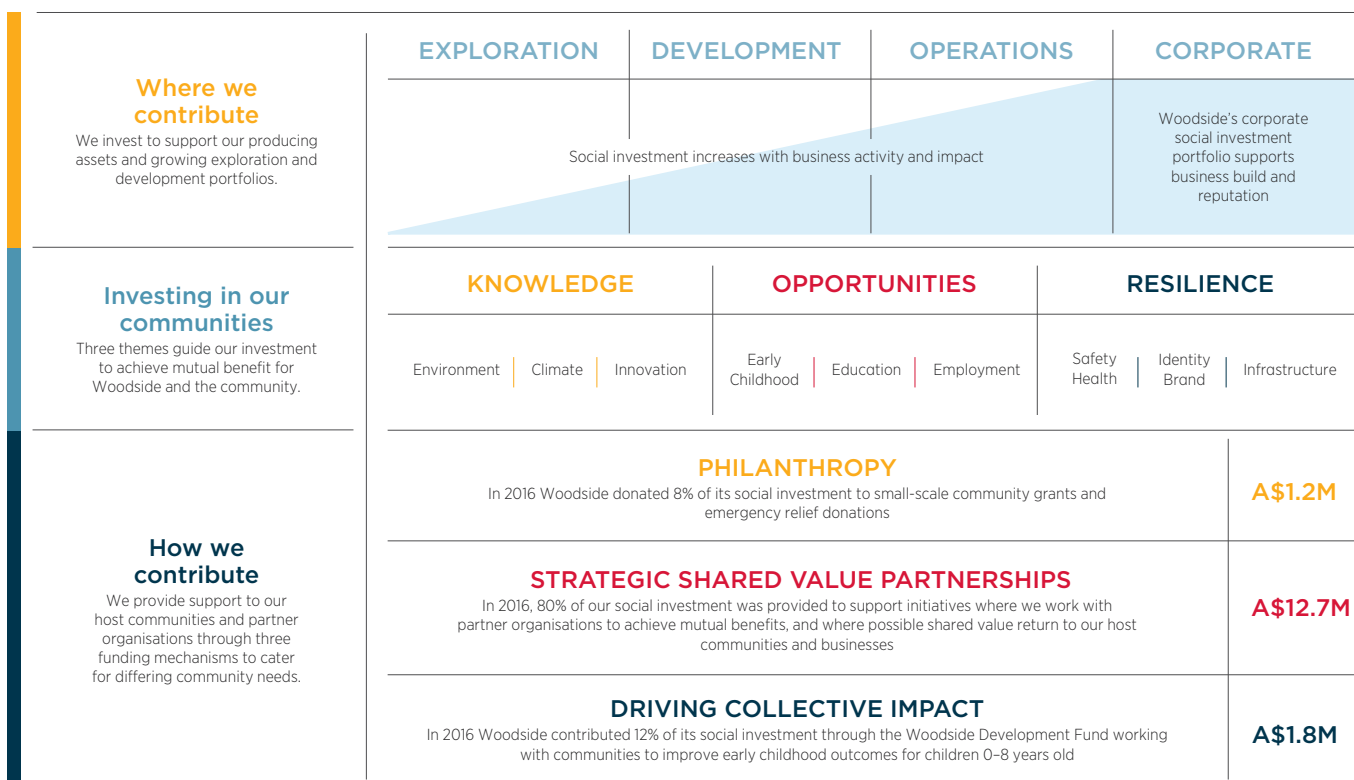 Where we
contribute
We invest to support our producing
assets and growing exploration and
development portfolios.
EXPLORATION
DEVELOPMENT
OPERATIONS
CORPORATE
Social investment increases with business activity and impact
Woodside's corporate
social investment
portfolio supports
business build and
reputation
Investing in our
communities
Three themes guide our investment
to achieve mutual benefit for
Woodside and the community.
KNOWLEDGE
Environment
Climate
Innovation
OPPORTUNITIES
Early
Childhood
Education
Employment
RESILIENCE
Safety
Health
Identity
Brand
Infrastructure
How we
contribute
We provide support to our
host communities and partner
organisations through three
funding mechanisms to cater
for differing community needs.
PHILANTHROPY
In 2016 Woodside donated 8% of its social investment to small-scale community grants and
emergency relief donations
A$1.2M
STRATEGIC SHARED VALUE PARTNERSHIPS
In 2016, 80% of our social investment was provided to support initiatives where we work with
partner organisations to achieve mutual benefits, and where possible shared value return to our host
communities and businesses
A$12.7M
DRIVING COLLECTIVE IMPACT
In 2016 Woodside contributed 12% of its social investment through the Woodside Development Fund working
with communities to improve early childhood outcomes for children 0–8 years old
A$1.8M